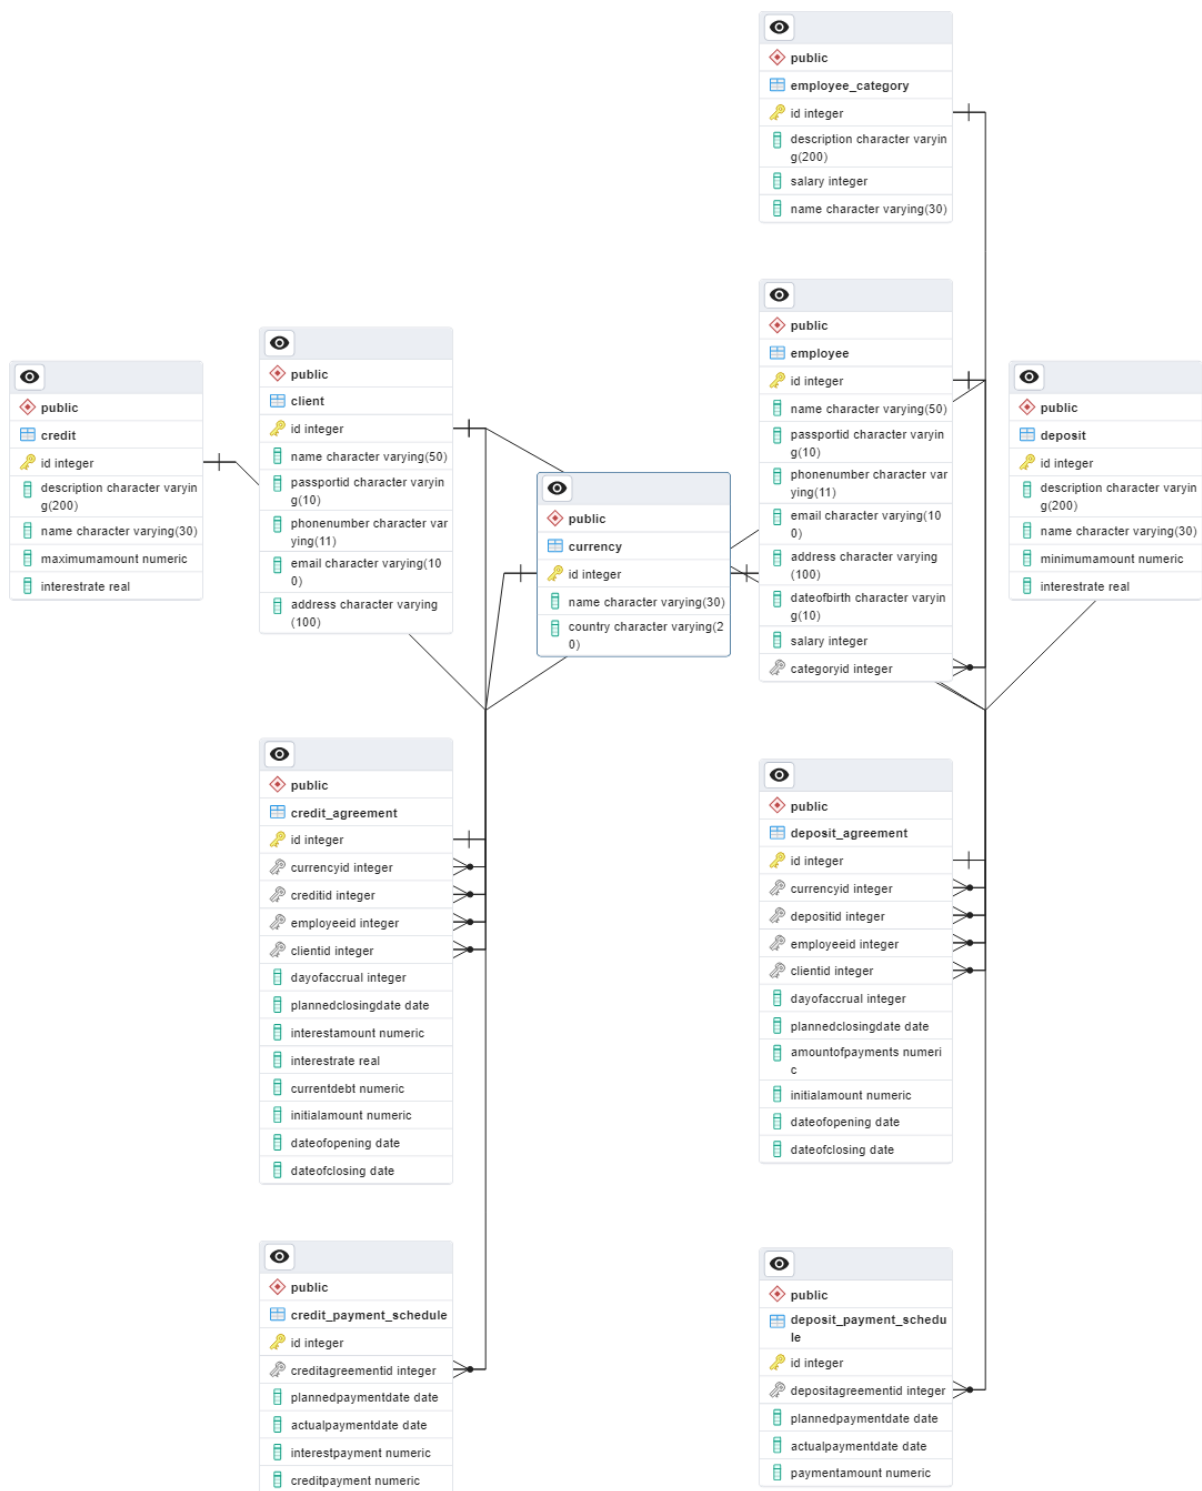 public
employee_category
id integer
description character varyin
g(200)
salary integer
name character varying(30)
public
employee
id integer
name character varying(50)
passportid character varyin
g(10)
phonenumber character var
ying(11)
email character varying(10
0)
address character varying
(100)
dateofbirth character varyin
g(10)
salary integer
categoryid integer
public
client
id integer
name character varying(50)
passportid character varyin
g(10)
phonenumber character var
ying(11)
email character varying(10
0)
address character varying
(100)
public
credit
id integer
description character varyin
g(200)
name character varying(30)
maximumamount numeric
interestrate real
public
deposit
id integer
description character varyin
g(200)
name character varying(30)
minimumamount numeric
interestrate real
public
currency
id integer
name character varying(30)
country character varying(2
0)
public
credit_agreement
id integer
currencyid integer
creditid integer
employeeid integer
clientid integer
dayofaccrual integer
plannedclosingdate date
interestamount numeric
interestrate real
currentdebt numeric
initialamount numeric
dateofopening date
dateofclosing date
public
deposit_agreement
id integer
currencyid integer
depositid integer
employeeid integer
clientid integer
dayofaccrual integer
plannedclosingdate date
amountofpayments numeri
c
initialamount numeric
dateofopening date
dateofclosing date
public
credit_payment_schedule
id integer
creditagreementid integer
plannedpaymentdate date
actualpaymentdate date
interestpayment numeric
creditpayment numeric
public
deposit_payment_schedu
le
id integer
depositagreementid integer
plannedpaymentdate date
actualpaymentdate date
paymentamount numeric